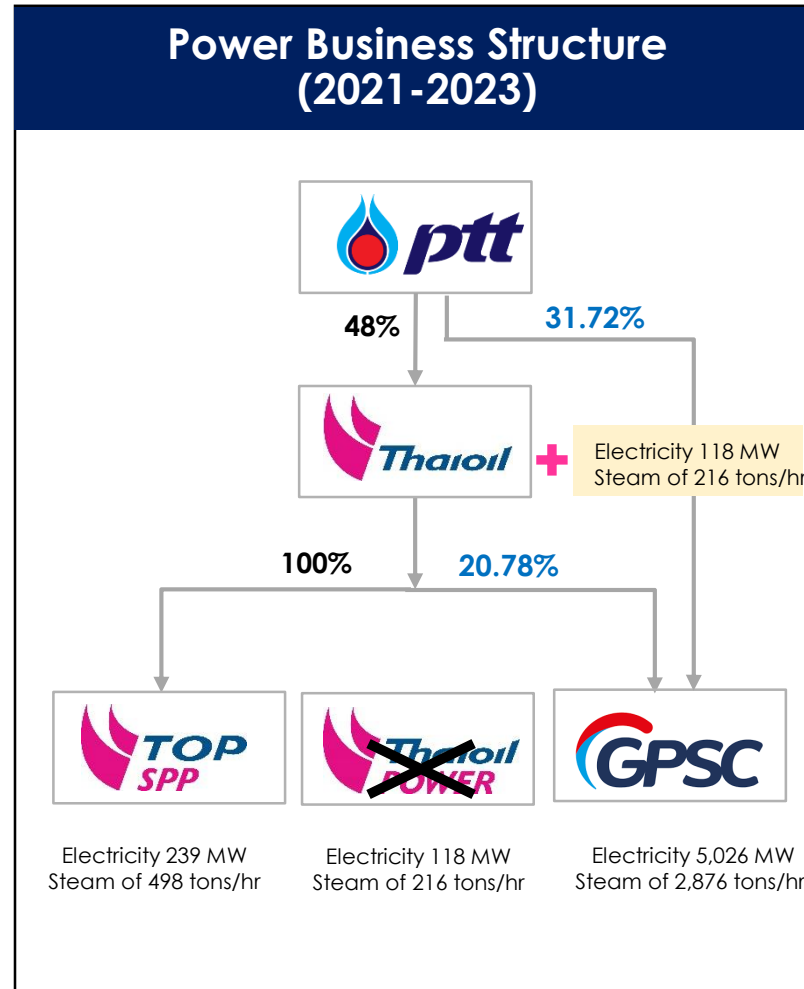 Power Business Structure
(2021-2023)
ptt
48%
31.72%
Thaioil
Electricity 118 MW
Steam of 216 tons/hr
100%
20.78%
TOP
SPP
Thaioil
POWER
GPSC
Electricity 239 MW
Steam of 498 tons/hr
Electricity 118 MW
Steam of 216 tons/hr
Electricity 5,026 MW
Steam of 2,876 tons/hr